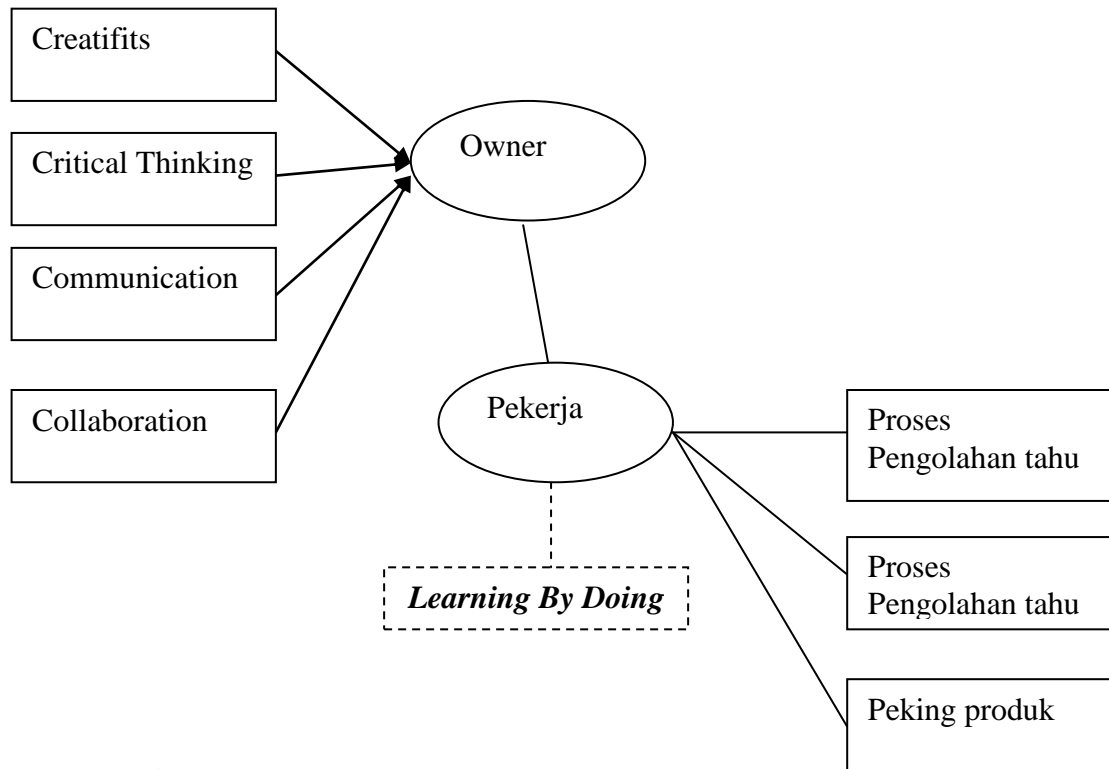 Creatifits
Critical Thinking
Communication
Collaboration
Owner
Pekerja
Learning By Doing
Proses
Pengolahan tahu
Proses
Pengolahan tahu
Peking produk